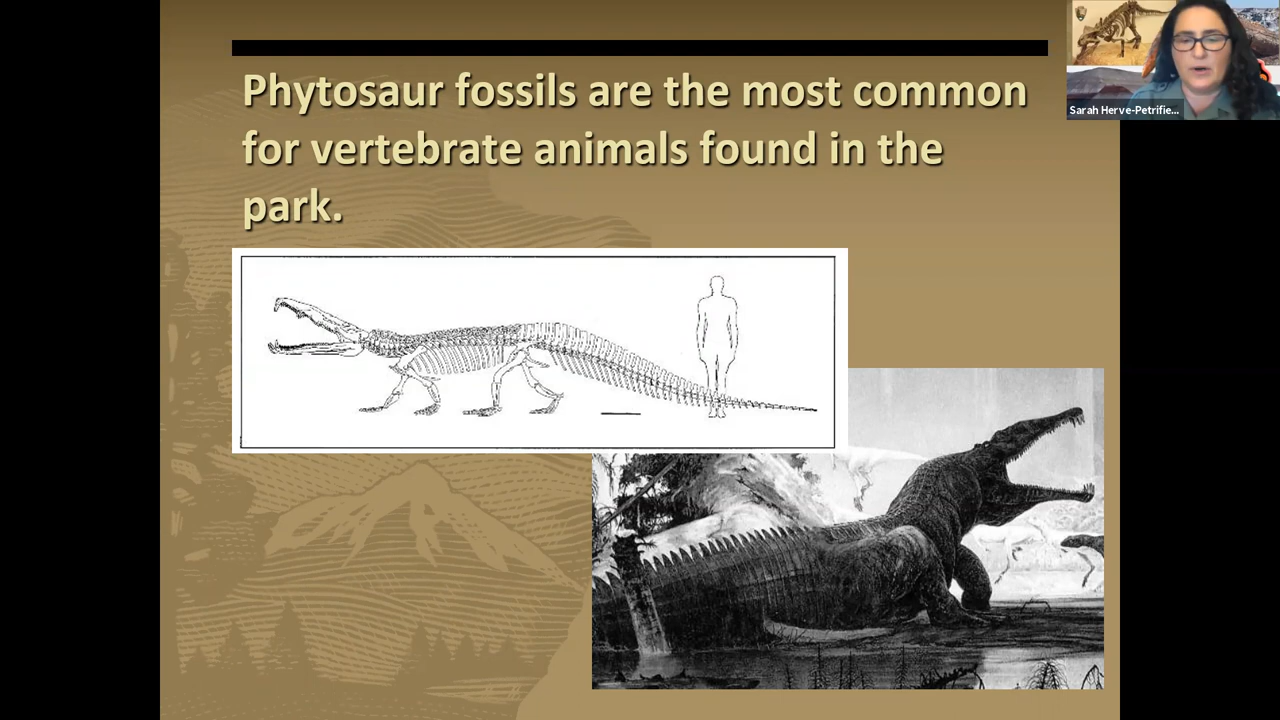 Phytosaur fossils are the most common
for vertebrate animals found in the
park.
Sarah Herve-Petrifie...